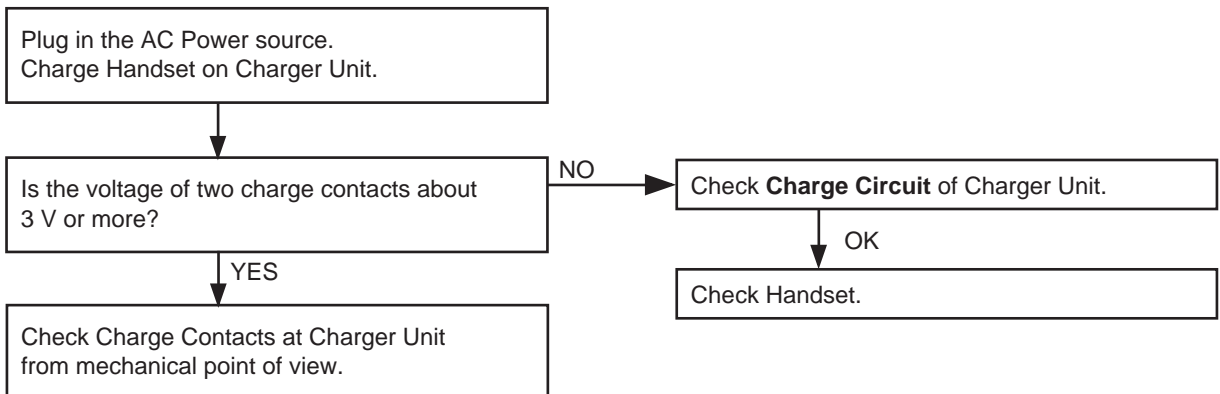 Plug in the AC Power source.
Charge Handset on Charger Unit.
Is the voltage of two charge contacts about
3 V or more?
NO
Check Charge Circuit of Charger Unit.
OK
Check Handset.
YES
Check Charge Contacts at Charger Unit
from mechanical point of view.